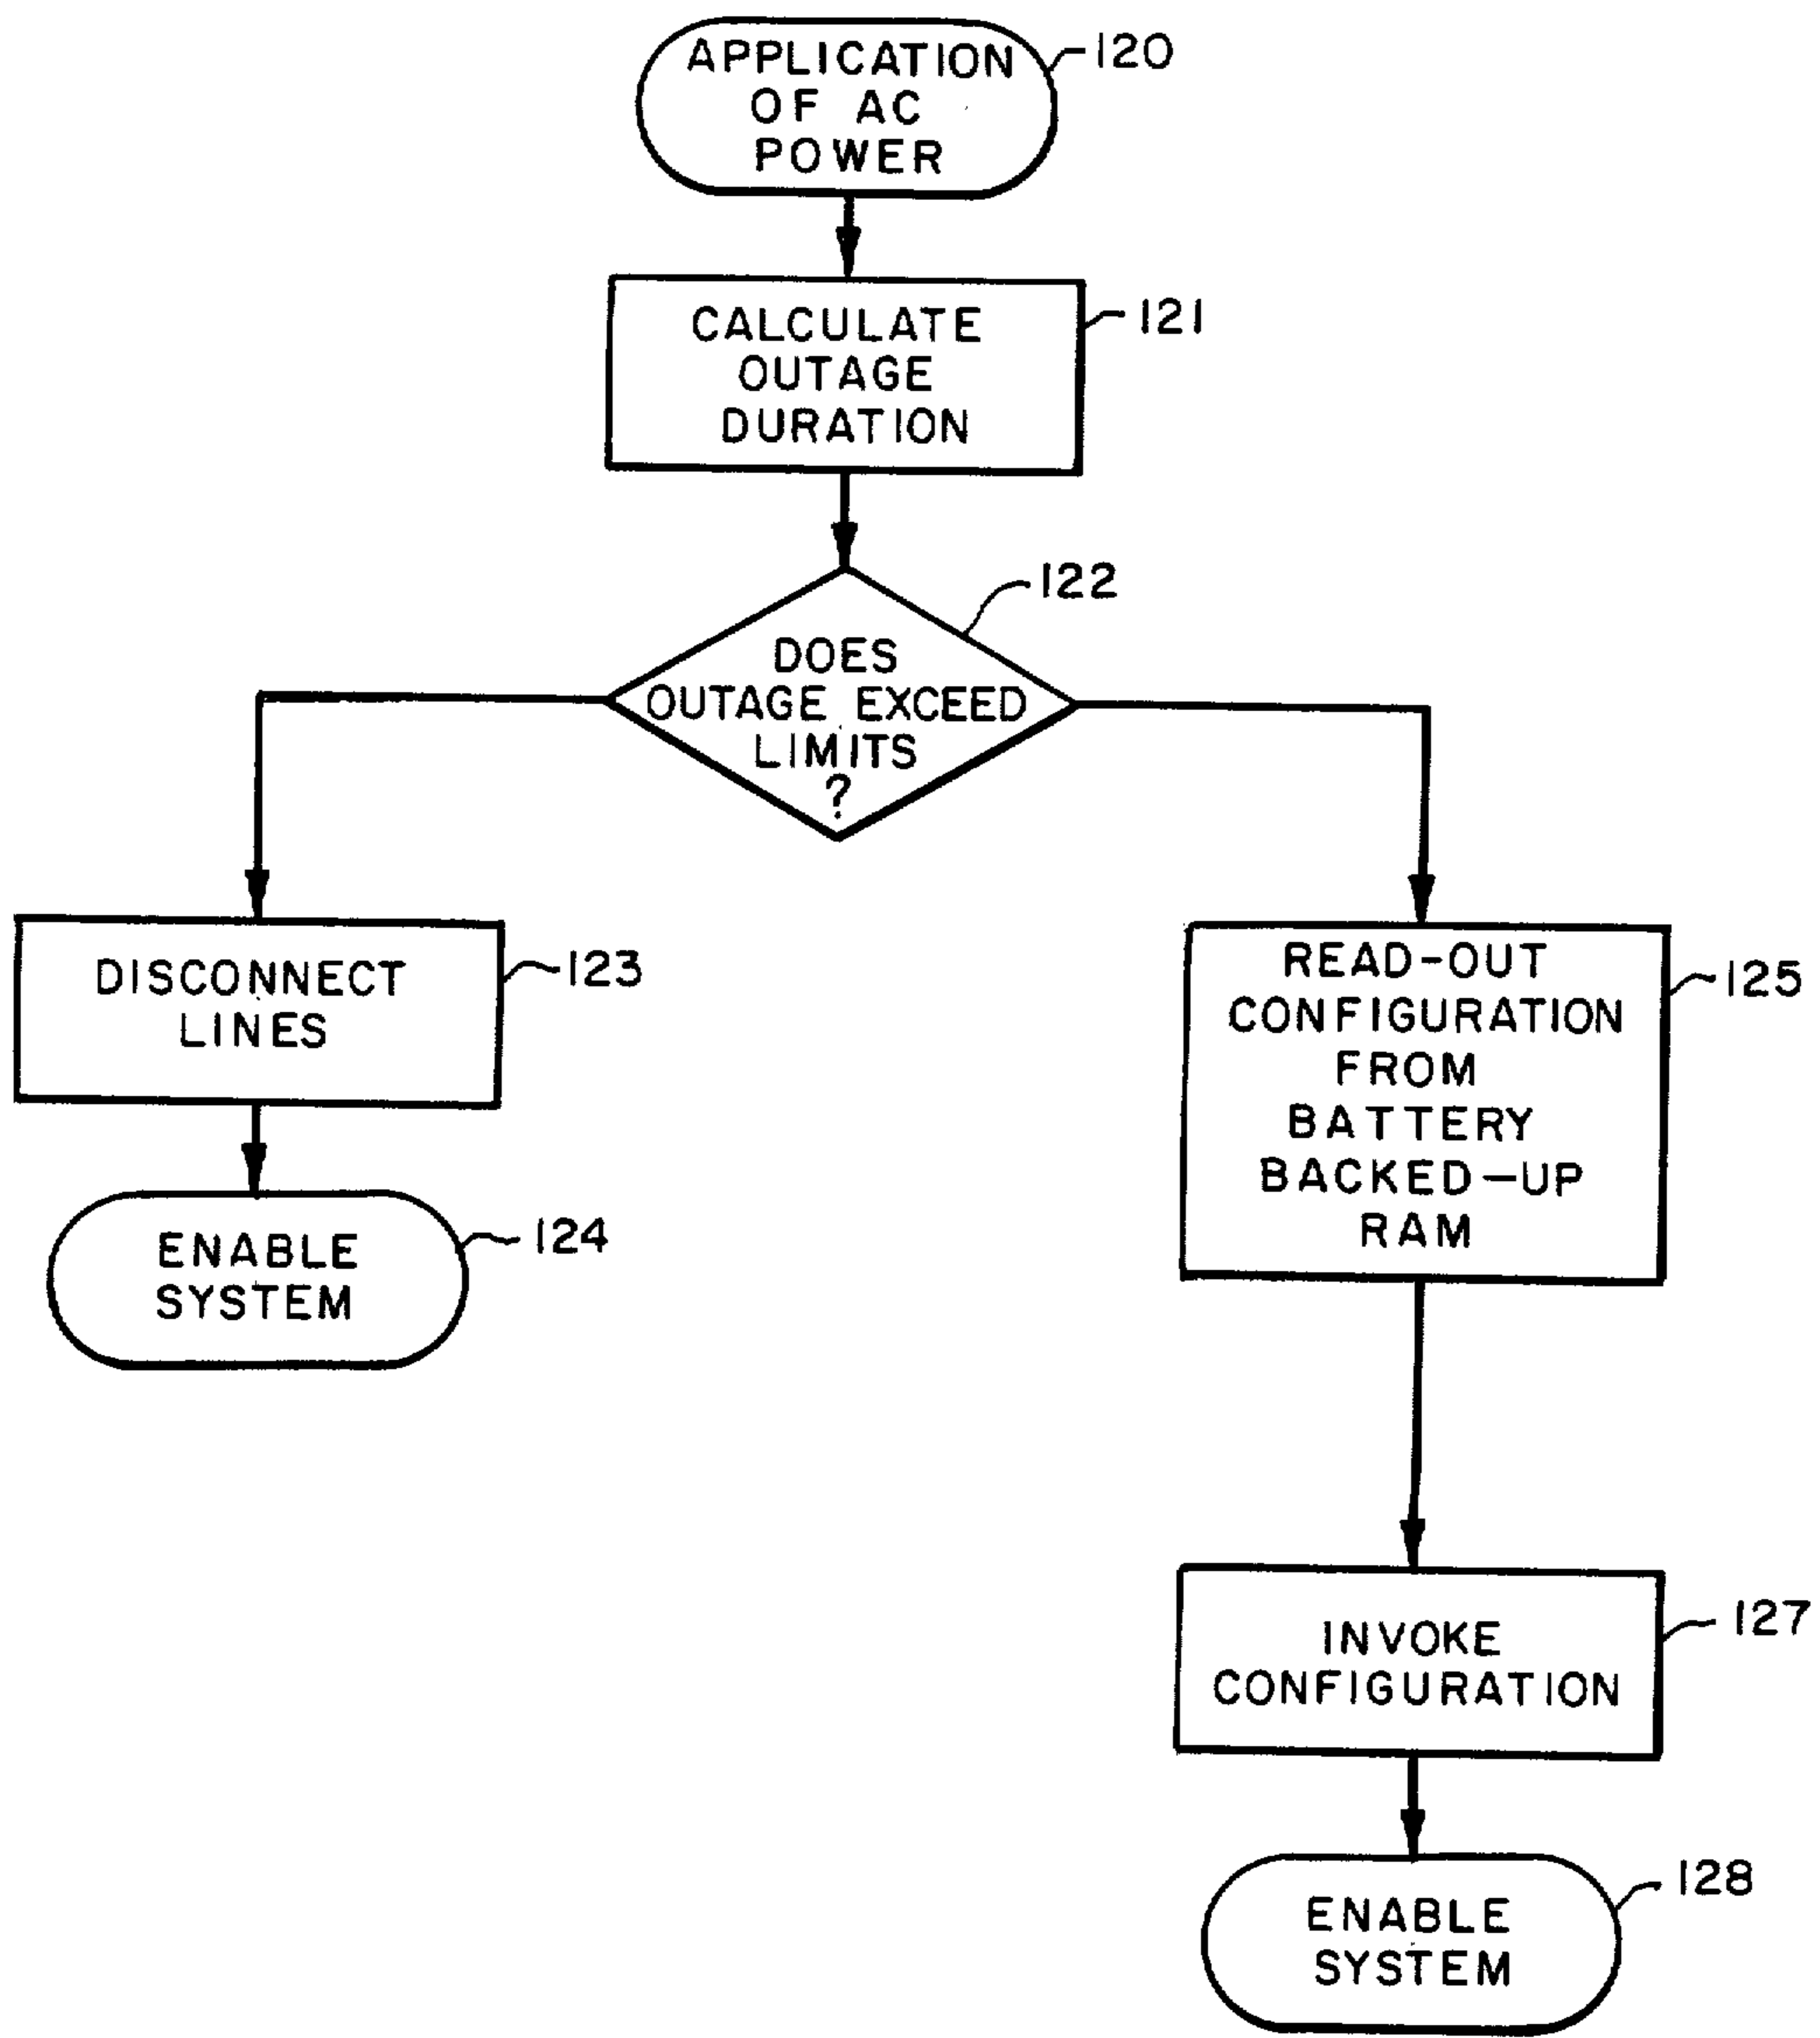 APPLICATION
OF AC
POWER
120
CALCULATE
OUTAGE
DURATION
121
DOES
OUTAGE EXCEED
LIMITS
?
122
DISCONNECT
LINES
123
ENABLE
SYSTEM
124
READ-OUT
CONFIGURATION
FROM
BATTERY
BACKED-UP
RAM
125
INVOKE
CONFIGURATION
127
ENABLE
SYSTEM
128